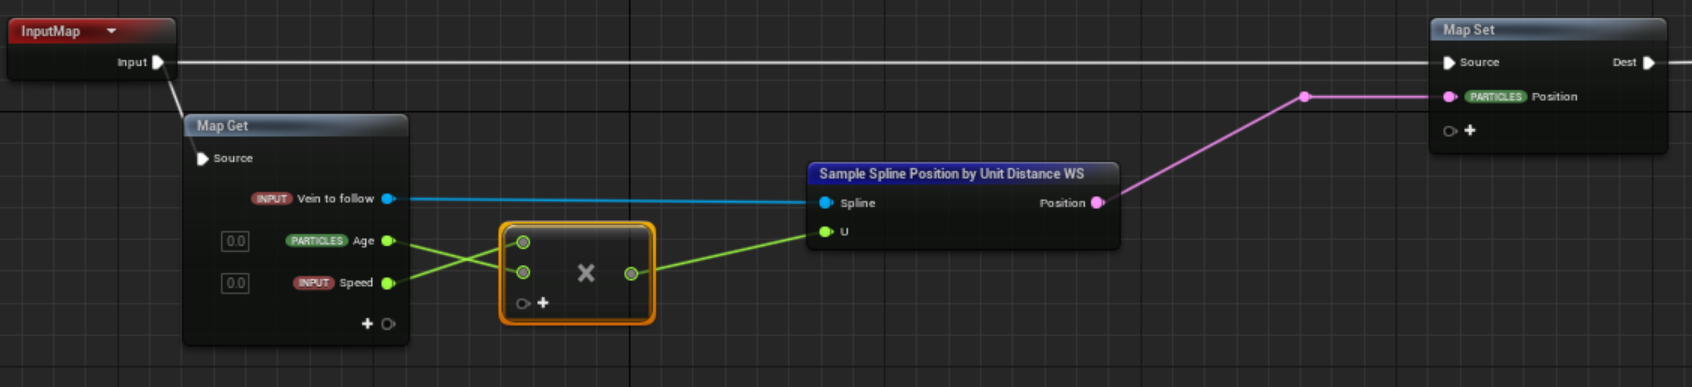 InputMap
Input
Map Get
Source
INPUT Vein to follow
0.0 PARTICLES Age
0.0 INPUT Speed
Sample Spline Position by Unit Distance WS
Spline Position
U
Map Set
Source Dest
PARTICLES Position